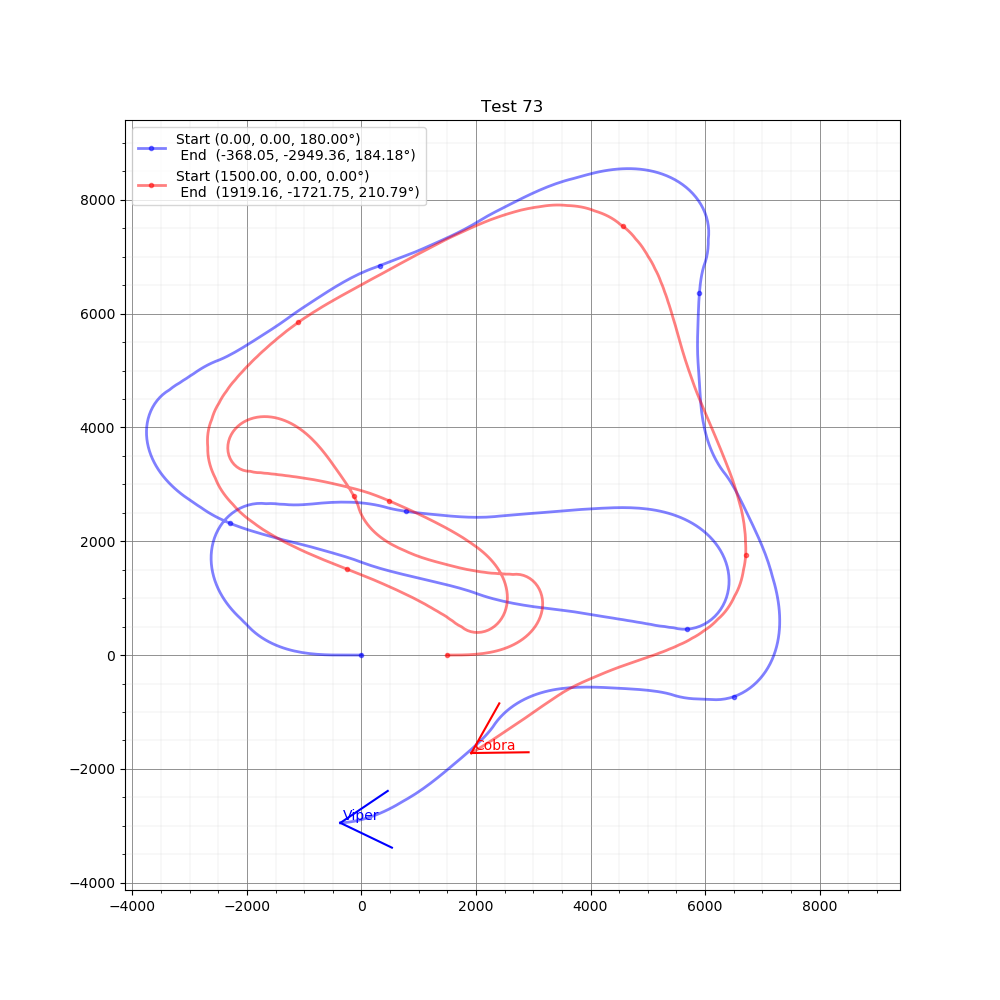 Test 73
Start (0.00, 0.00, 180.00°)
End  (-368.05, -2949.36, 184.18°)
Start (1500.00, 0.00, 0.00°)
End  (1919.16, -1721.75, 210.79°)
8000
6000
4000
2000
0
−2000
−4000
Cobra
Viper
−4000 −2000 0 2000 4000 6000 8000